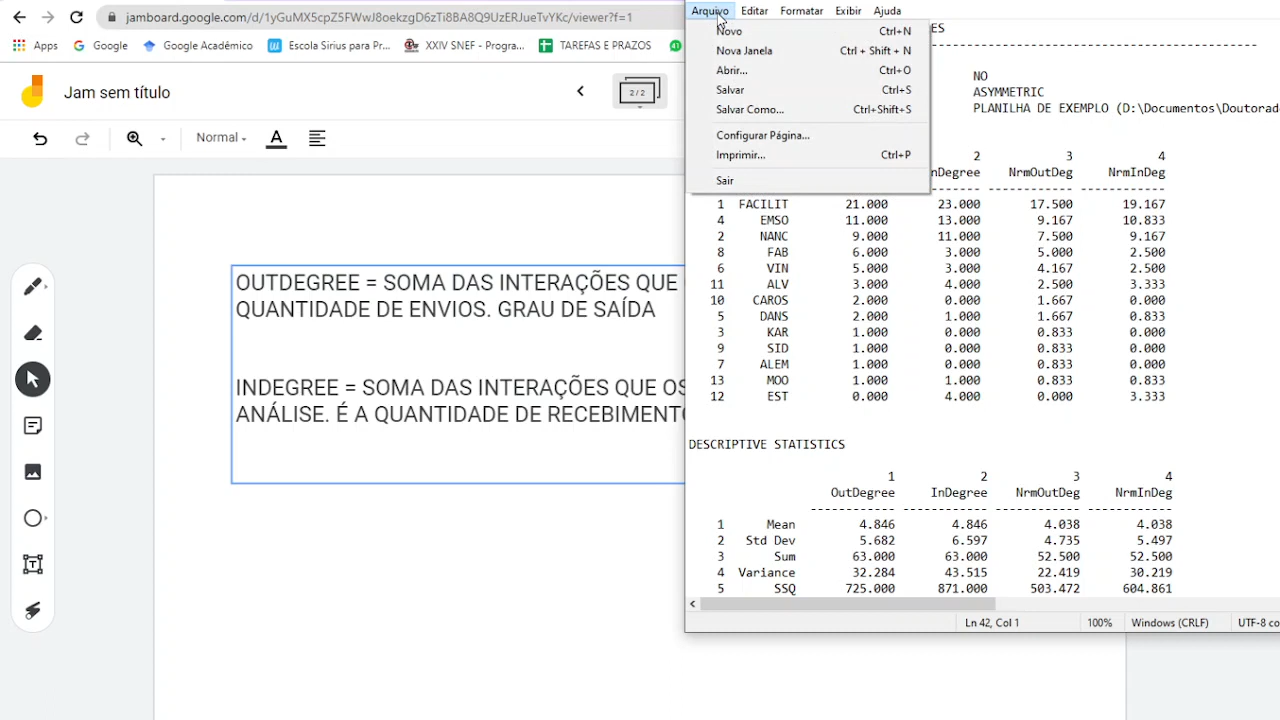 jamboard.google.com/d/1yGuMX5cpZ5FWwJ8oekzgD6zTi8BA8Q9UzERJueTvYKc/viewer?f=1
Apps Google Google Acadêmico Escola Sirius para Pr... XXIV SNEF - Progra... TAREFAS E PRAZOS
Jam sem título
2 / 2
Normal
OUTDEGREE = SOMA DAS INTERAÇÕES QUE
QUANTIDADE DE ENVIOS. GRAU DE SAÍDA
INDEGREE = SOMA DAS INTERAÇÕES QUE OS
ANÁLISE. É A QUANTIDADE DE RECEBIMENTO
Arquivo Editar Formatar Exibir Ajuda
Novo Ctrl+N
Nova Janela Ctrl + Shift + N
Abrir... Ctrl+O
Salvar Ctrl+S
Salvar Como... Ctrl+Shift+S
Configurar Página...
Imprimir... Ctrl+P
Sair
ES
NO
ASYMMETRIC
PLANILHA DE EXEMPLO (D:\Documentos\Doutorad
2 3 4
nDegree NrmOutDeg NrmInDeg
1 FACILIT 21.000 23.000 17.500 19.167
4 EMSO 11.000 13.000 9.167 10.833
2 NANC 9.000 11.000 7.500 9.167
8 FAB 6.000 3.000 5.000 2.500
6 VIN 5.000 3.000 4.167 2.500
11 ALV 3.000 4.000 2.500 3.333
10 CAROS 2.000 0.000 1.667 0.000
5 DANS 2.000 1.000 1.667 0.833
3 KAR 1.000 0.000 0.833 0.000
9 SID 1.000 0.000 0.833 0.000
7 ALEM 1.000 0.000 0.833 0.000
13 MOO 1.000 1.000 0.833 0.833
12 EST 0.000 4.000 0.000 3.333
DESCRIPTIVE STATISTICS
1 2 3 4
OutDegree InDegree NrmOutDeg NrmInDeg
1 Mean 4.846 4.846 4.038 4.038
2 Std Dev 5.682 6.597 4.735 5.497
3 Sum 63.000 63.000 52.500 52.500
4 Variance 32.284 43.515 22.419 30.219
5 SSQ 725.000 871.000 503.472 604.861
Ln 42, Col 1 100% Windows (CRLF) UTF-8 co